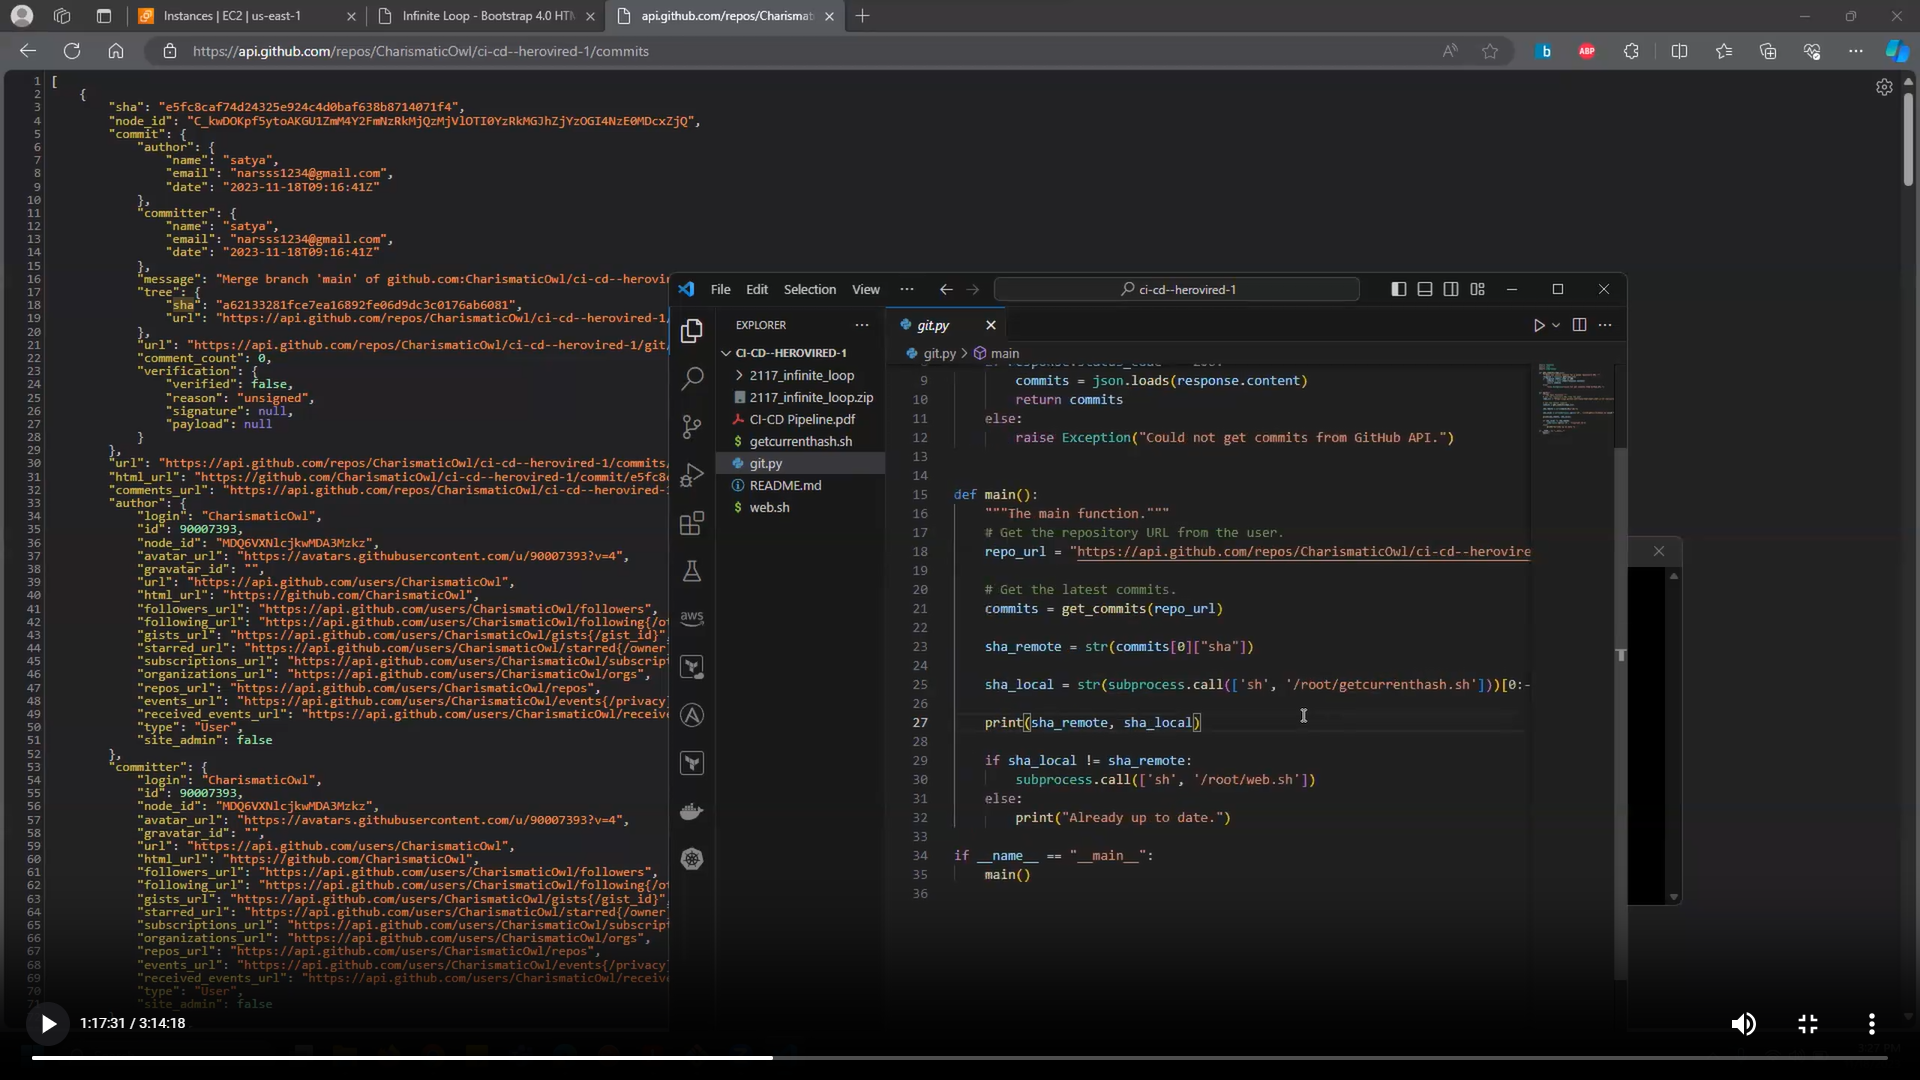 Instances | EC2 | us-east-1
Infinite Loop - Bootstrap 4.0 HTM
api.github.com/repos/Charismat
https://api.github.com/repos/CharismaticOwl/ci-cd--herovired-1/commits
1 [
2 {
3 "sha": "e5fc8caf74d24325e924c4d0baf638b8714071f4",
4 "node_id": "C_kwDOKpf5ytoAKGU1ZmM4Y2FmNzRkMjQzMjVlOTI0YzRkMGJhZjYzOGI4NzE0MDcxZjQ",
5 "commit": {
6 "author": {
7 "name": "satya",
8 "email": "narsss1234@gmail.com",
9 "date": "2023-11-18T09:16:41Z"
10 },
11 "committer": {
12 "name": "satya",
13 "email": "narsss1234@gmail.com",
14 "date": "2023-11-18T09:16:41Z"
15 },
16 "message": "Merge branch 'main' of github.com:CharismaticOwl/ci-cd--herovir
17 "tree": {
18 "sha": "a62133281fce7ea16892fe06d9dc3c0176ab6081",
19 "url": "https://api.github.com/repos/CharismaticOwl/ci-cd--herovired-1/
20 },
21 "url": "https://api.github.com/repos/CharismaticOwl/ci-cd--herovired-1/git/
22 "comment_count": 0,
23 "verification": {
24 "verified": false,
25 "reason": "unsigned",
26 "signature": null,
27 "payload": null
28 }
29 },
30 "url": "https://api.github.com/repos/CharismaticOwl/ci-cd--herovired-1/commits/
31 "html_url": "https://github.com/CharismaticOwl/ci-cd--herovired-1/commit/e5fc8c
32 "comments_url": "https://api.github.com/repos/CharismaticOwl/ci-cd--herovired-1
33 "author": {
34 "login": "CharismaticOwl",
35 "id": 90007393,
36 "node_id": "MDQ6VXNlcjkwMDA3Mzkz",
37 "avatar_url": "https://avatars.githubusercontent.com/u/90007393?v=4",
38 "gravatar_id": "",
39 "url": "https://api.github.com/users/CharismaticOwl",
40 "html_url": "https://github.com/CharismaticOwl",
41 "followers_url": "https://api.github.com/users/CharismaticOwl/followers",
42 "following_url": "https://api.github.com/users/CharismaticOwl/following{/ot
43 "gists_url": "https://api.github.com/users/CharismaticOwl/gists{/gist_id}"
44 "starred_url": "https://api.github.com/users/CharismaticOwl/starred{/owner
45 "subscriptions_url": "https://api.github.com/users/CharismaticOwl/subscript
46 "organizations_url": "https://api.github.com/users/CharismaticOwl/orgs",
47 "repos_url": "https://api.github.com/users/CharismaticOwl/repos",
48 "events_url": "https://api.github.com/users/CharismaticOwl/events{/privacy}
49 "received_events_url": "https://api.github.com/users/CharismaticOwl/receive
50 "type": "User",
51 "site_admin": false
52 },
53 "committer": {
54 "login": "CharismaticOwl",
55 "id": 90007393,
56 "node_id": "MDQ6VXNlcjkwMDA3Mzkz",
57 "avatar_url": "https://avatars.githubusercontent.com/u/90007393?v=4",
58 "gravatar_id": "",
59 "url": "https://api.github.com/users/CharismaticOwl",
60 "html_url": "https://github.com/CharismaticOwl",
61 "followers_url": "https://api.github.com/users/CharismaticOwl/followers",
62 "following_url": "https://api.github.com/users/CharismaticOwl/following{/ot
63 "gists_url": "https://api.github.com/users/CharismaticOwl/gists{/gist_id}"
64 "starred_url": "https://api.github.com/users/CharismaticOwl/starred{/owner
65 "subscriptions_url": "https://api.github.com/users/CharismaticOwl/subscript
66 "organizations_url": "https://api.github.com/users/CharismaticOwl/orgs",
67 "repos_url": "https://api.github.com/users/CharismaticOwl/repos",
68 "events_url": "https://api.github.com/users/CharismaticOwl/events{/privacy}
69 "received_events_url": "https://api.github.com/users/CharismaticOwl/receive
70 "type": "User",
71 "site_admin": false
File Edit Selection View ···
ci-cd--herovired-1
EXPLORER
CI-CD--HEROVIRED-1
2117_infinite_loop
2117_infinite_loop.zip
CI-CD Pipeline.pdf
getcurrenthash.sh
git.py
README.md
web.sh
aws
git.py
git.py > main
9 commits = json.loads(response.content)
10 return commits
11 else:
12 raise Exception("Could not get commits from GitHub API.")
13
14
15 def main():
16 """The main function."""
17 # Get the repository URL from the user.
18 repo_url = "https://api.github.com/repos/CharismaticOwl/ci-cd--herovire
19
20 # Get the latest commits.
21 commits = get_commits(repo_url)
22
23 sha_remote = str(commits[0]["sha"])
24
25 sha_local = str(subprocess.call(['sh', '/root/getcurrenthash.sh']))[0:-
26
27 print(sha_remote, sha_local)
28
29 if sha_local != sha_remote:
30 subprocess.call(['sh', '/root/web.sh'])
31 else:
32 print("Already up to date.")
33
34 if __name__ == "__main__":
35 main()
36
1:17:31 / 3:14:18